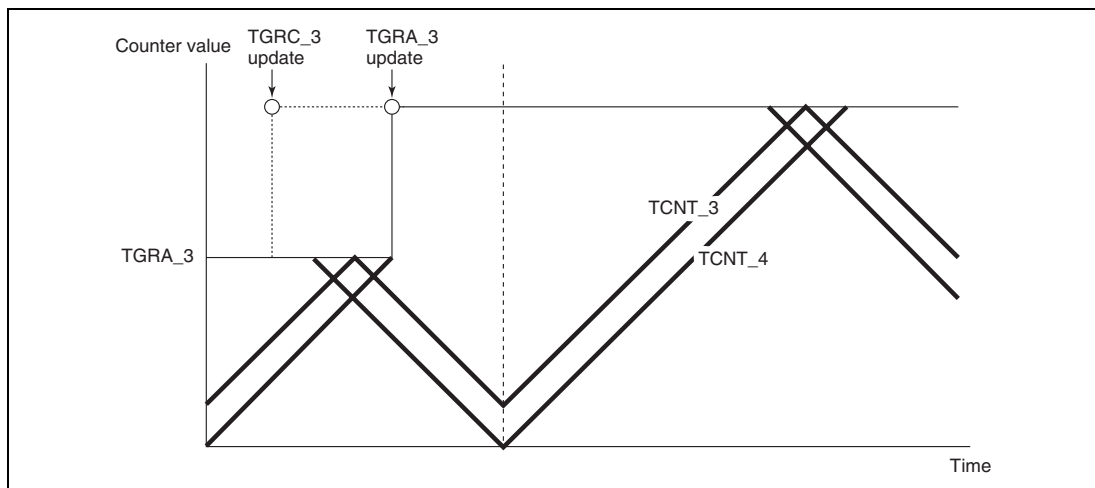 Counter value
TGRC_3
update
TGRA_3
update
TGRA_3
TCNT_3
TCNT_4
Time